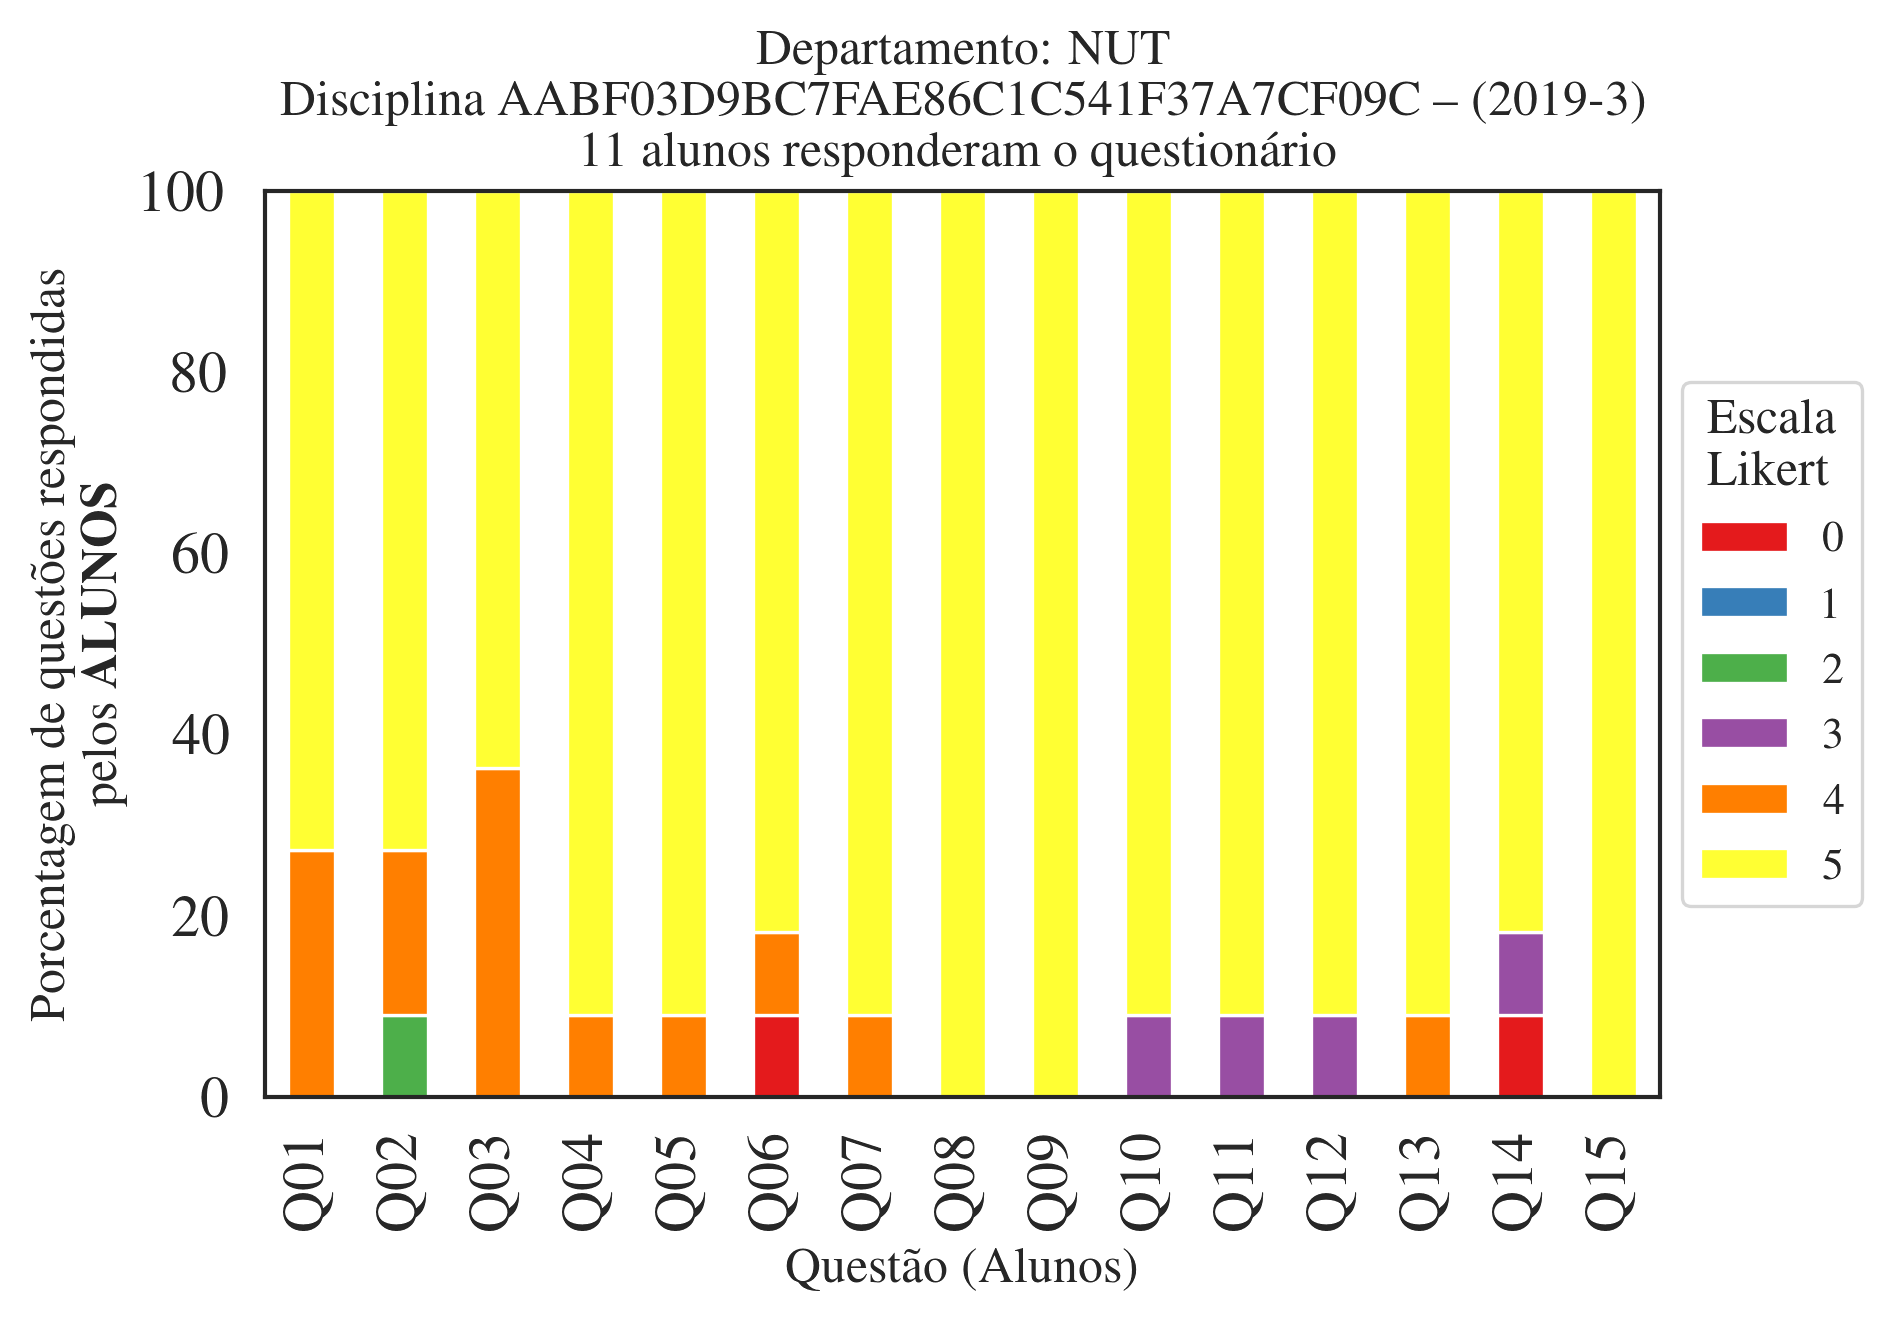 Departamento: NUT
Disciplina AABF03D9BC7FAE86C1C541F37A7CF09C – (2019-3)
11 alunos responderam o questionário
Porcentagem de questões respondidas
pelos ALUNOS
100
80
60
40
20
0
Q01
Q02
Q03
Q04
Q05
Q06
Q07
Q08
Q09
Q10
Q11
Q12
Q13
Q14
Q15
Questão (Alunos)
Escala
Likert
0
1
2
3
4
5